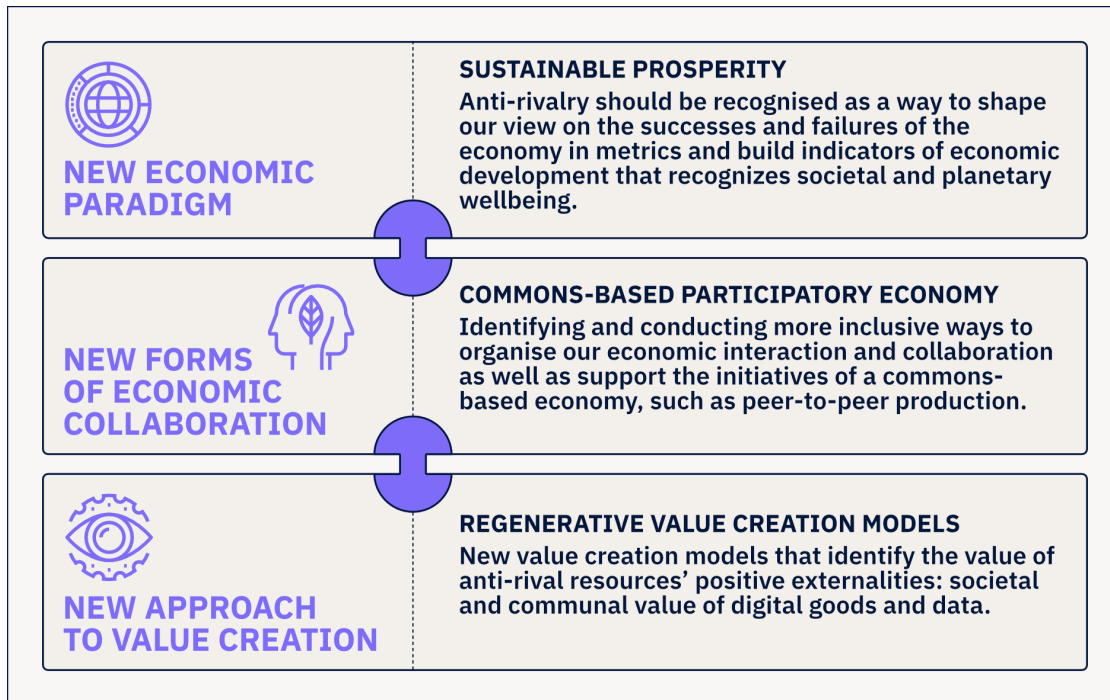 NEW ECONOMIC
PARADIGM
SUSTAINABLE PROSPERITY
Anti-rivalry should be recognised as a way to shape
our view on the successes and failures of the
economy in metrics and build indicators of economic
development that recognizes societal and planetary
wellbeing.
NEW FORMS
OF ECONOMIC
COLLABORATION
COMMONS-BASED PARTICIPATORY ECONOMY
Identifying and conducting more inclusive ways to
organise our economic interaction and collaboration
as well as support the initiatives of a commons-
based economy, such as peer-to-peer production.
NEW APPROACH
TO VALUE CREATION
REGENERATIVE VALUE CREATION MODELS
New value creation models that identify the value of
anti-rival resources’ positive externalities: societal
and communal value of digital goods and data.